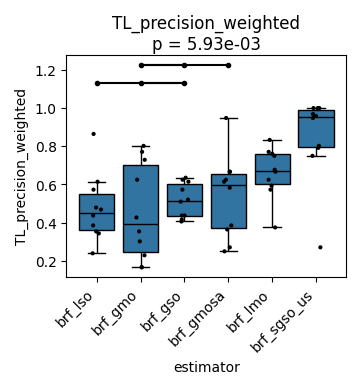 TL_precision_weighted
p = 5.93e-03
TL_precision_weighted
1.2
1.0
0.8
0.6
0.4
0.2
brf_lso
brf_gmo
brf_gso
brf_gmosa
brf_lmo
brf_sgso_us
estimator